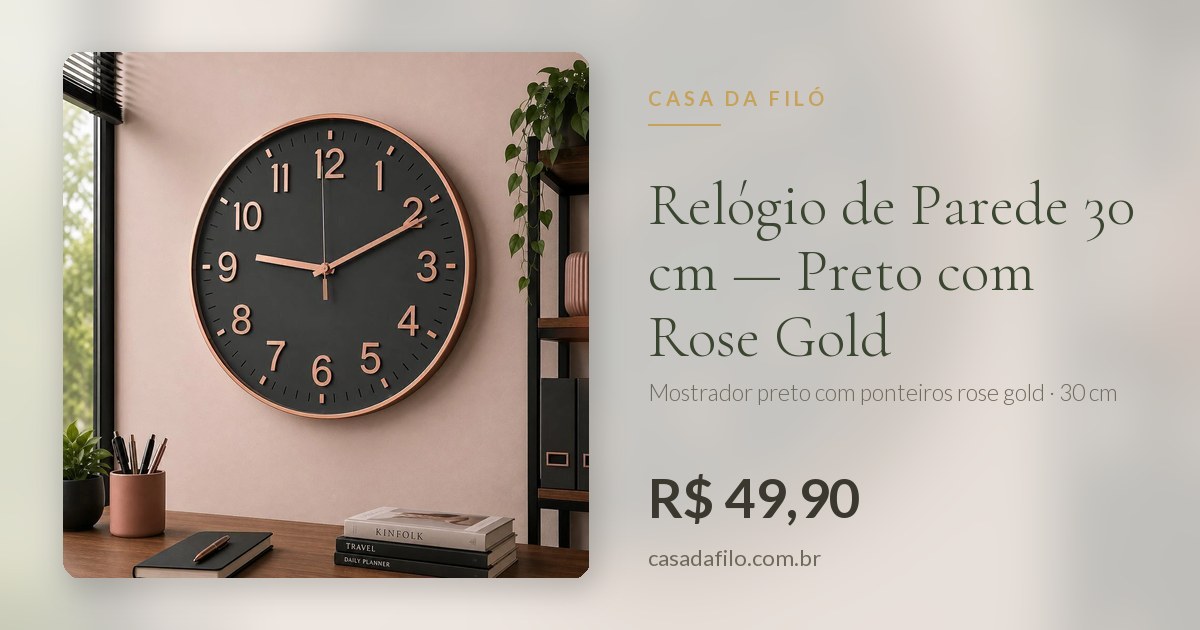 12
11
1
10
2
9
3
8
4
7
5
6
KINFOLK
TRAVEL
DAILY PLANNER
CASA DA FILÓ
Relógio de Parede 30
cm — Preto com
Rose Gold
Mostrador preto com ponteiros rose gold · 30 cm
R$ 49,90
casadafilo.com.br